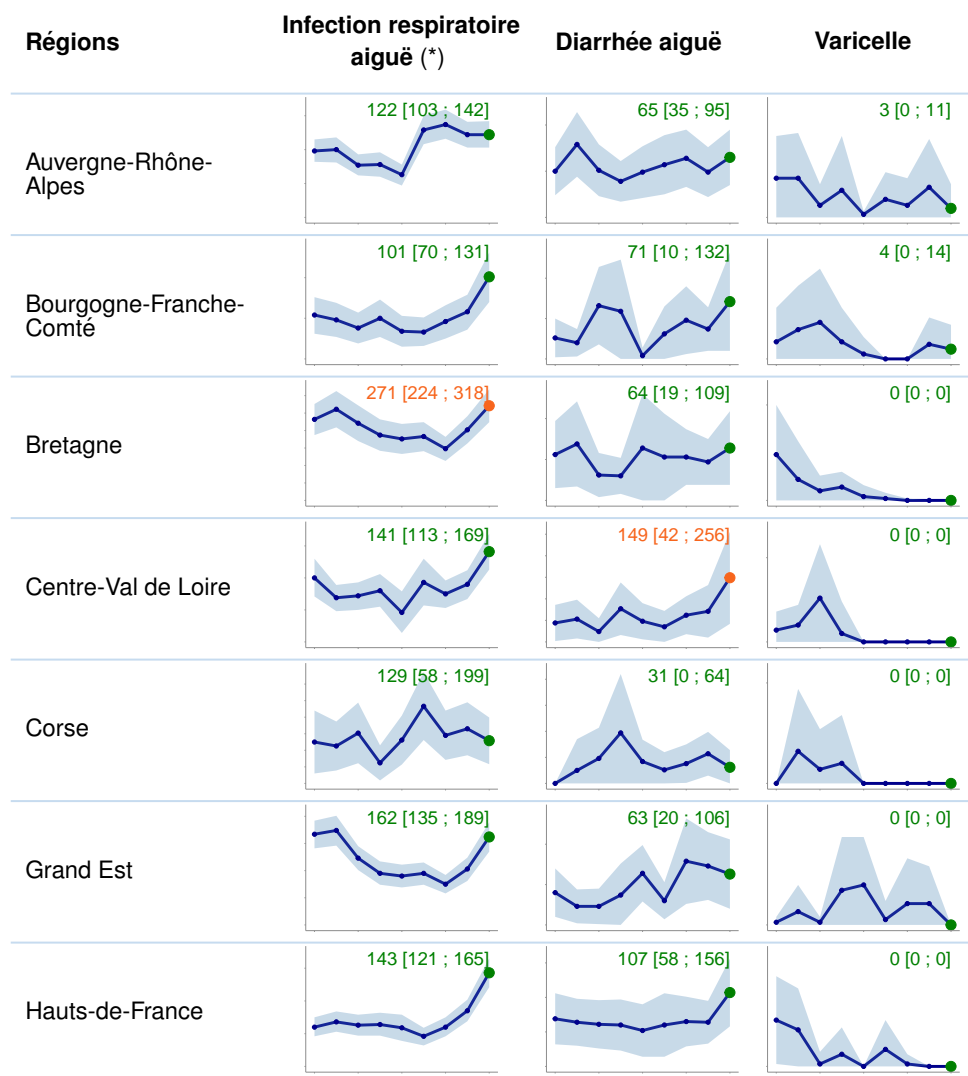 Régions
Infection respiratoire
aiguë (*)
Diarrhée aiguë
Varicelle
Auvergne-Rhône-
Alpes
122 [103 ; 142]
65 [35 ; 95]
3 [0 ; 11]
Bourgogne-Franche-
Comté
101 [70 ; 131]
71 [10 ; 132]
4 [0 ; 14]
Bretagne
271 [224 ; 318]
64 [19 ; 109]
0 [0 ; 0]
Centre-Val de Loire
141 [113 ; 169]
149 [42 ; 256]
0 [0 ; 0]
Corse
129 [58 ; 199]
31 [0 ; 64]
0 [0 ; 0]
Grand Est
162 [135 ; 189]
63 [20 ; 106]
0 [0 ; 0]
Hauts-de-France
143 [121 ; 165]
107 [58 ; 156]
0 [0 ; 0]